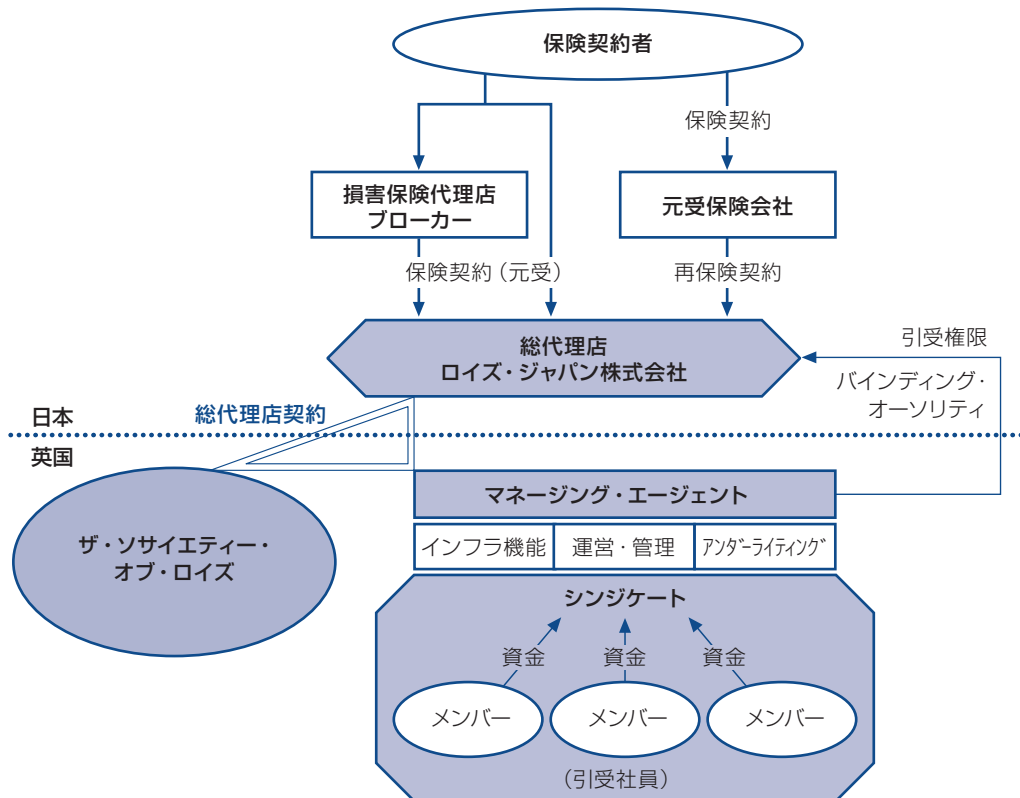 保険契約者
保険契約
損害保険代理店
ブローカー
元受保険会社
保険契約（元受）
再保険契約
総代理店
ロイズ・ジャパン株式会社
引受権限
バインディング・
オーソリティ
日本
総代理店契約
英国
マネージング・エージェント
ザ・ソサイエティー・
オブ・ロイズ
インフラ機能
運営・管理
アンダーライティング
シンジケート
資金
資金
資金
メンバー
メンバー
メンバー
（引受社員）